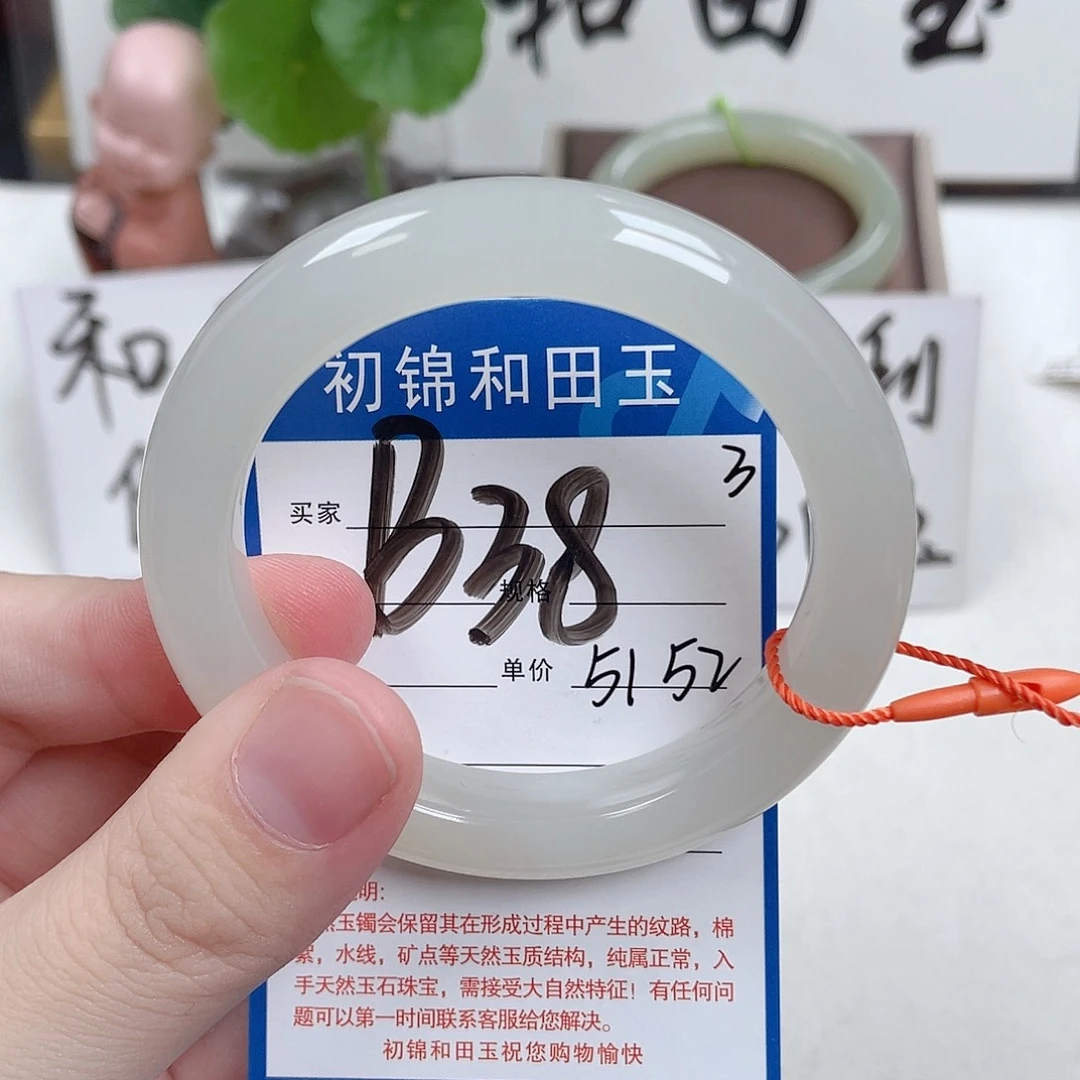 和田玉
和
利
初锦和田玉
3
买家
B38
规格
单价 51 52
明:
玉镯会保留其在形成过程中产生的纹路，棉
絮，水线，矿点等天然玉质结构，纯属正常，入
手天然玉石珠宝，需接受大自然特征！有任何问
题可以第一时间联系客服给您解决。
初锦和田玉祝您购物愉快